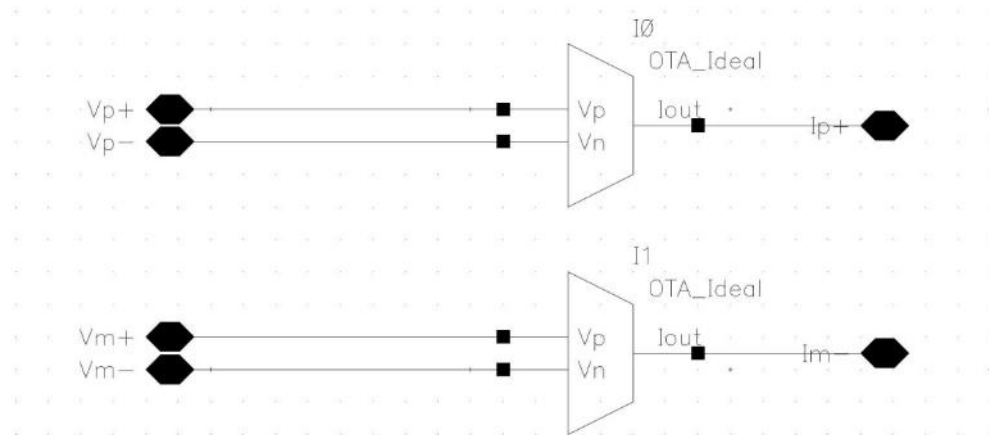 I0
OTA_Ideal
Vp+
Vp
Iout
Ip+
Vp-
Vn
I1
OTA_Ideal
Vm+
Vp
Iout
Im-
Vm-
Vn